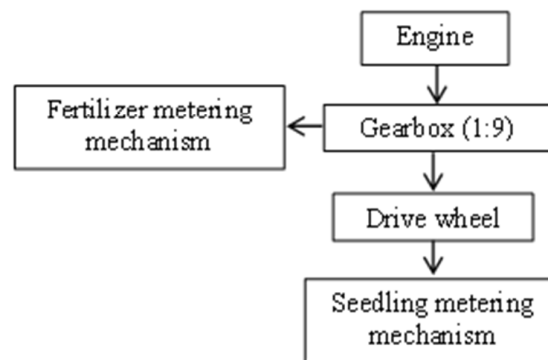 Engine
Fertilizer metering
mechanism
Gearbox (1:9)
Drive wheel
Seedling metering
mechanism